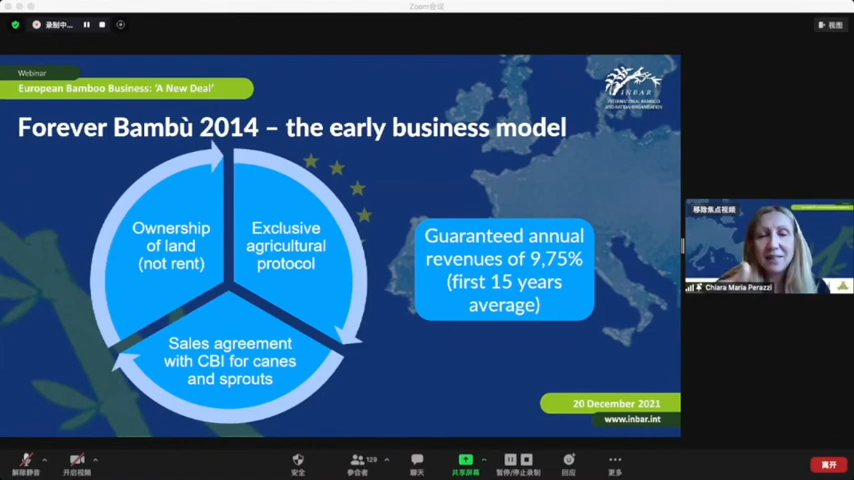 Zoom会议
录制中...
视图
Webinar
European Bamboo Business: ‘A New Deal’
INBAR
INTERNATIONAL BAMBOO
AND RATTAN ORGANISATION
Forever Bambù 2014 – the early business model
Ownership
of land
(not rent)
Exclusive
agricultural
protocol
Sales agreement
with CBI for canes
and sprouts
Guaranteed annual
revenues of 9,75%
(first 15 years
average)
移除焦点视频
Chiara Maria Perazzi
20 December 2021
www.inbar.int
解除静音
开启视频
安全
129
参会者
聊天
共享屏幕
暂停/停止录制
回应
更多
离开